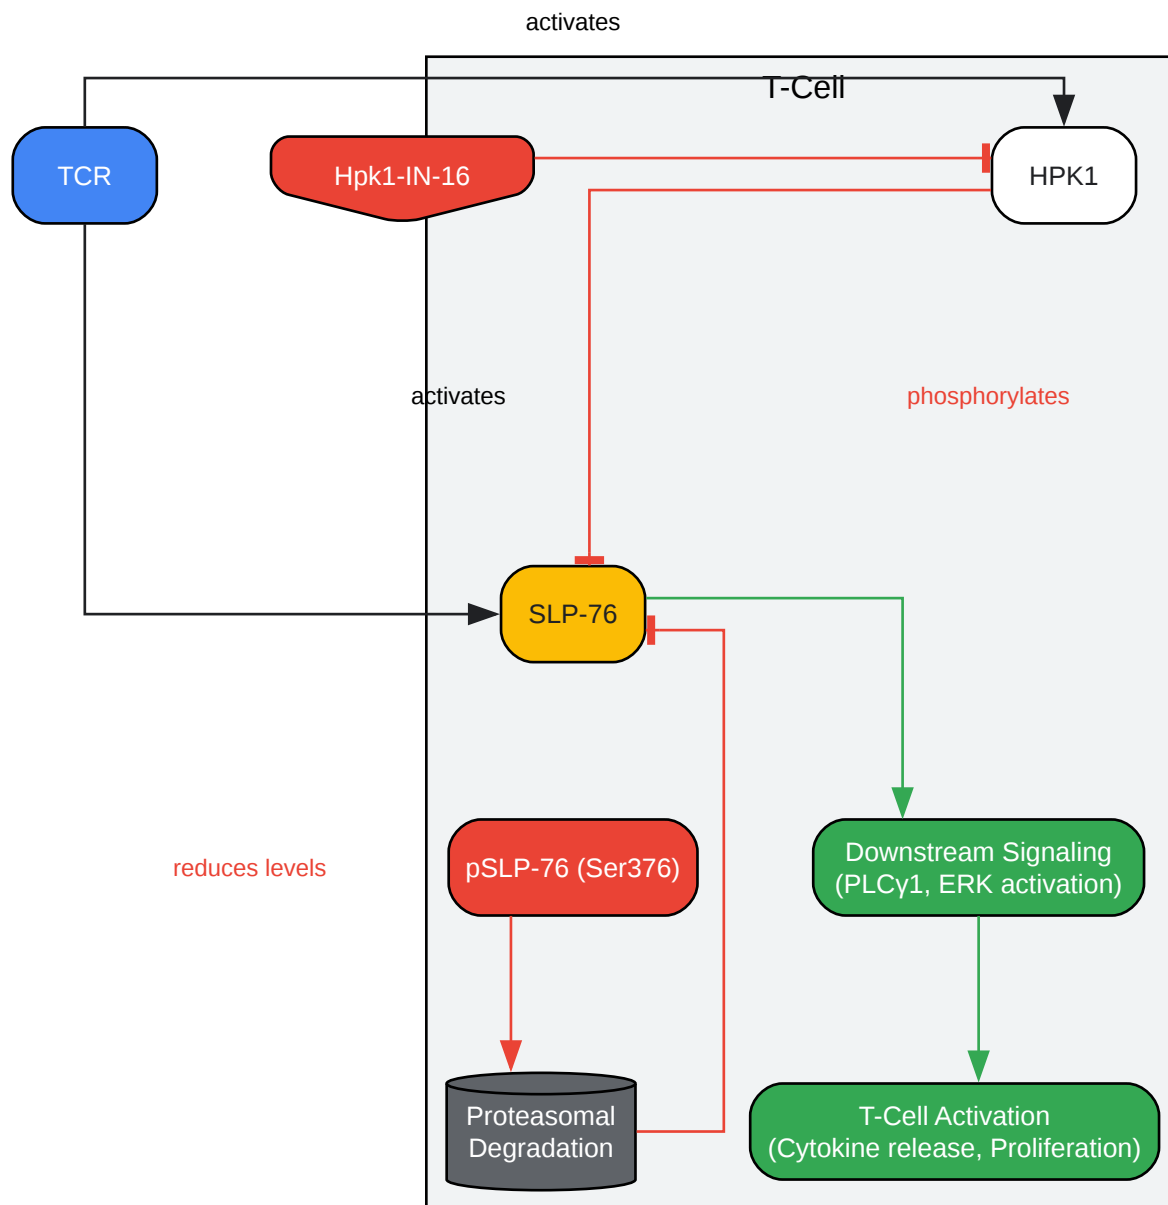 activates
T-Cell
TCR
Hpk1-IN-16
HPK1
activates
phosphorylates
SLP-76
reduces levels
pSLP-76 (Ser376)
Downstream Signaling
(PLCγ1, ERK activation)
Proteasomal
Degradation
T-Cell Activation
(Cytokine release, Proliferation)